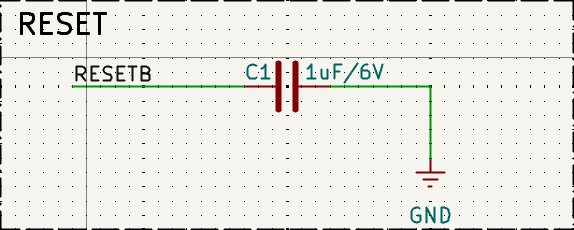 RESET
RESETB
C1
1uF/6V
GND